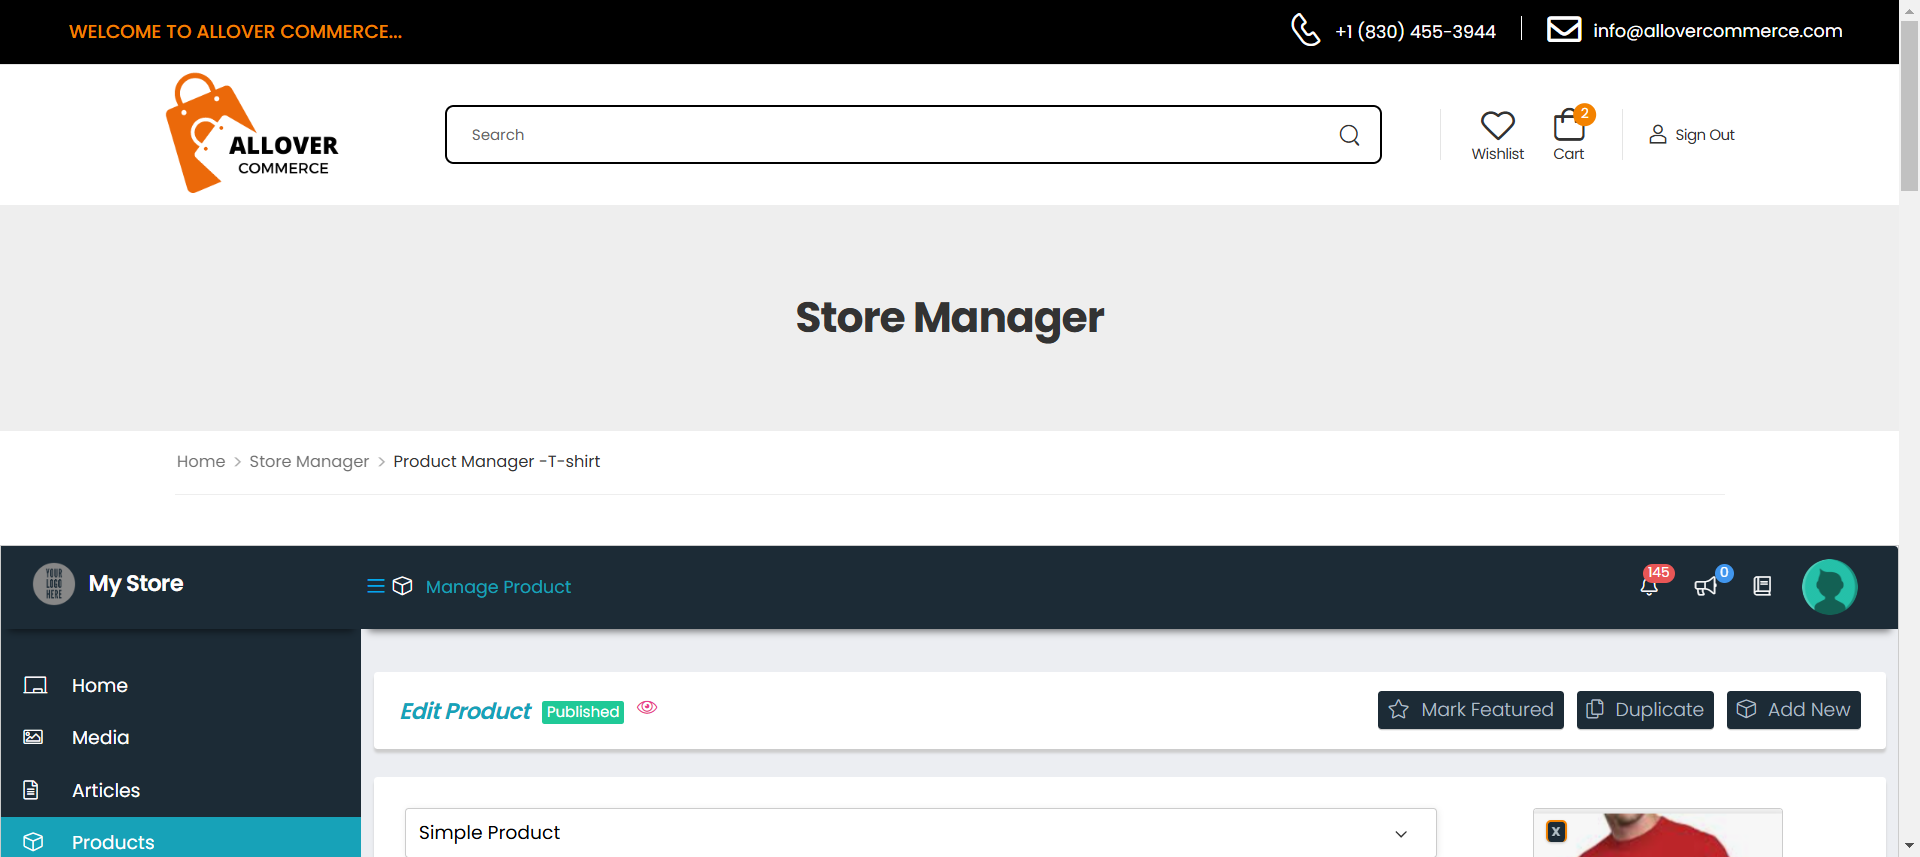 WELCOME TO ALLOVER COMMERCE...
+1 (830) 455-3944
info@allovercommerce.com
ALLOVER
COMMERCE
Search
Wishlist
2
Cart
Sign Out
Store Manager
Home > Store Manager > Product Manager -T-shirt
YOUR
LOGO
HERE
My Store
Manage Product
145
0
Home
Media
Articles
Products
Edit Product
Published
Mark Featured
Duplicate
Add New
Simple Product
x